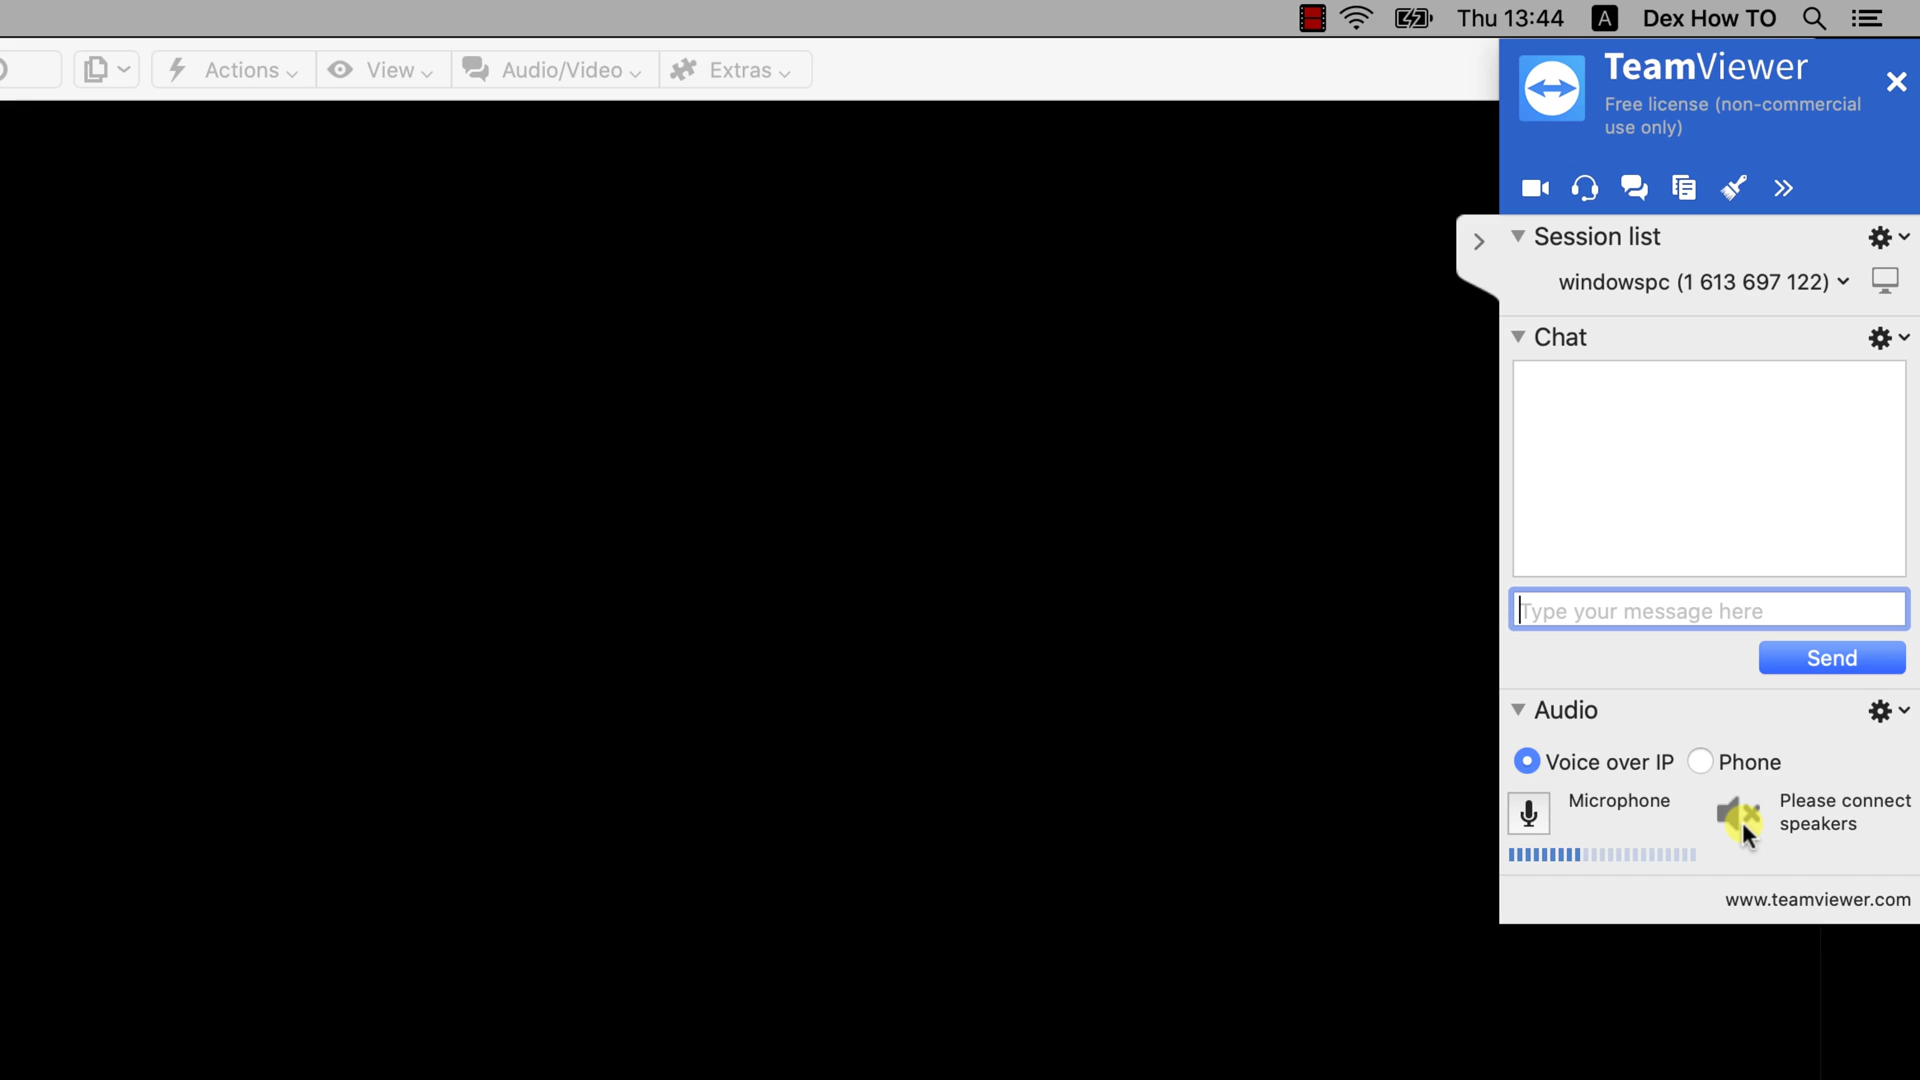 Thu 13:44 A Dex How TO
Actions View Audio/Video Extras
TeamViewer
Free license (non-commercial
use only)
Session list
windowspc (1 613 697 122)
Chat
Type your message here
Send
Audio
Voice over IP Phone
Microphone Please connect
speakers
www.teamviewer.com